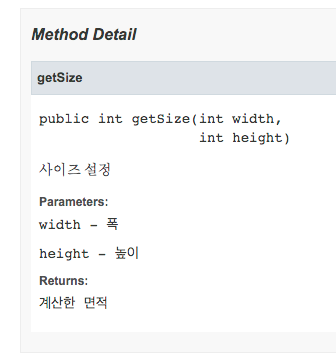 Method Detail
getSize
public int getSize(int width,
int height)
사이즈 설정
Parameters:
width - 폭
height - 높이
Returns:
계산한 면적